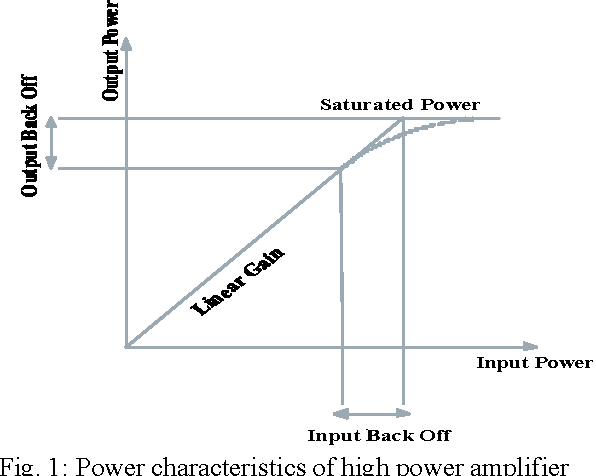 Output Power
Output Back Off
Saturated Power
Linear Gain
Input Power
Input Back Off
Fig. 1: Power characteristics of high power amplifier